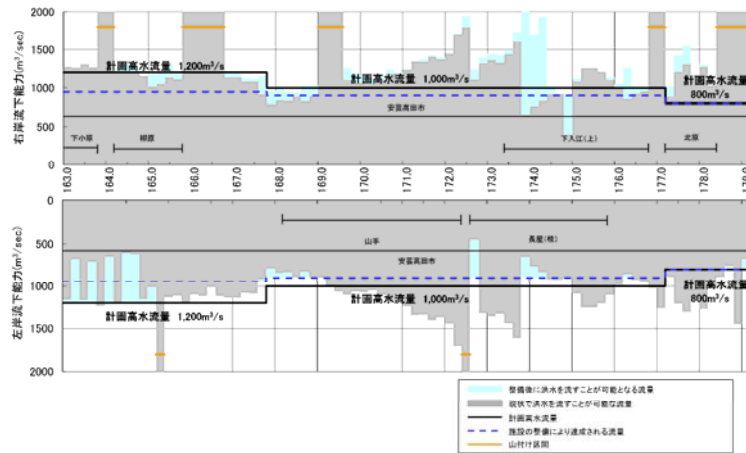 右岸流下能力(m³/sec)
2000
1500
1000
500
0
計画高水流量 1,200m³/s
計画高水流量 1,000m³/s
計画高水流量
800m³/s
安芸高田市
下小原
柳原
下入江(上)
北原
163.0
164.0
165.0
166.0
167.0
168.0
169.0
170.0
171.0
172.0
173.0
174.0
175.0
176.0
177.0
178.0
179.0
左岸流下能力(m³/sec)
0
500
1000
1500
2000
山手
長屋(根)
安芸高田市
計画高水流量 1,200m³/s
計画高水流量 1,000m³/s
計画高水流量
800m³/s
整備後に洪水を流すことが可能となる流量
現状で洪水を流すことが可能な流量
計画高水流量
施設の整備により達成される流量
山付け区間